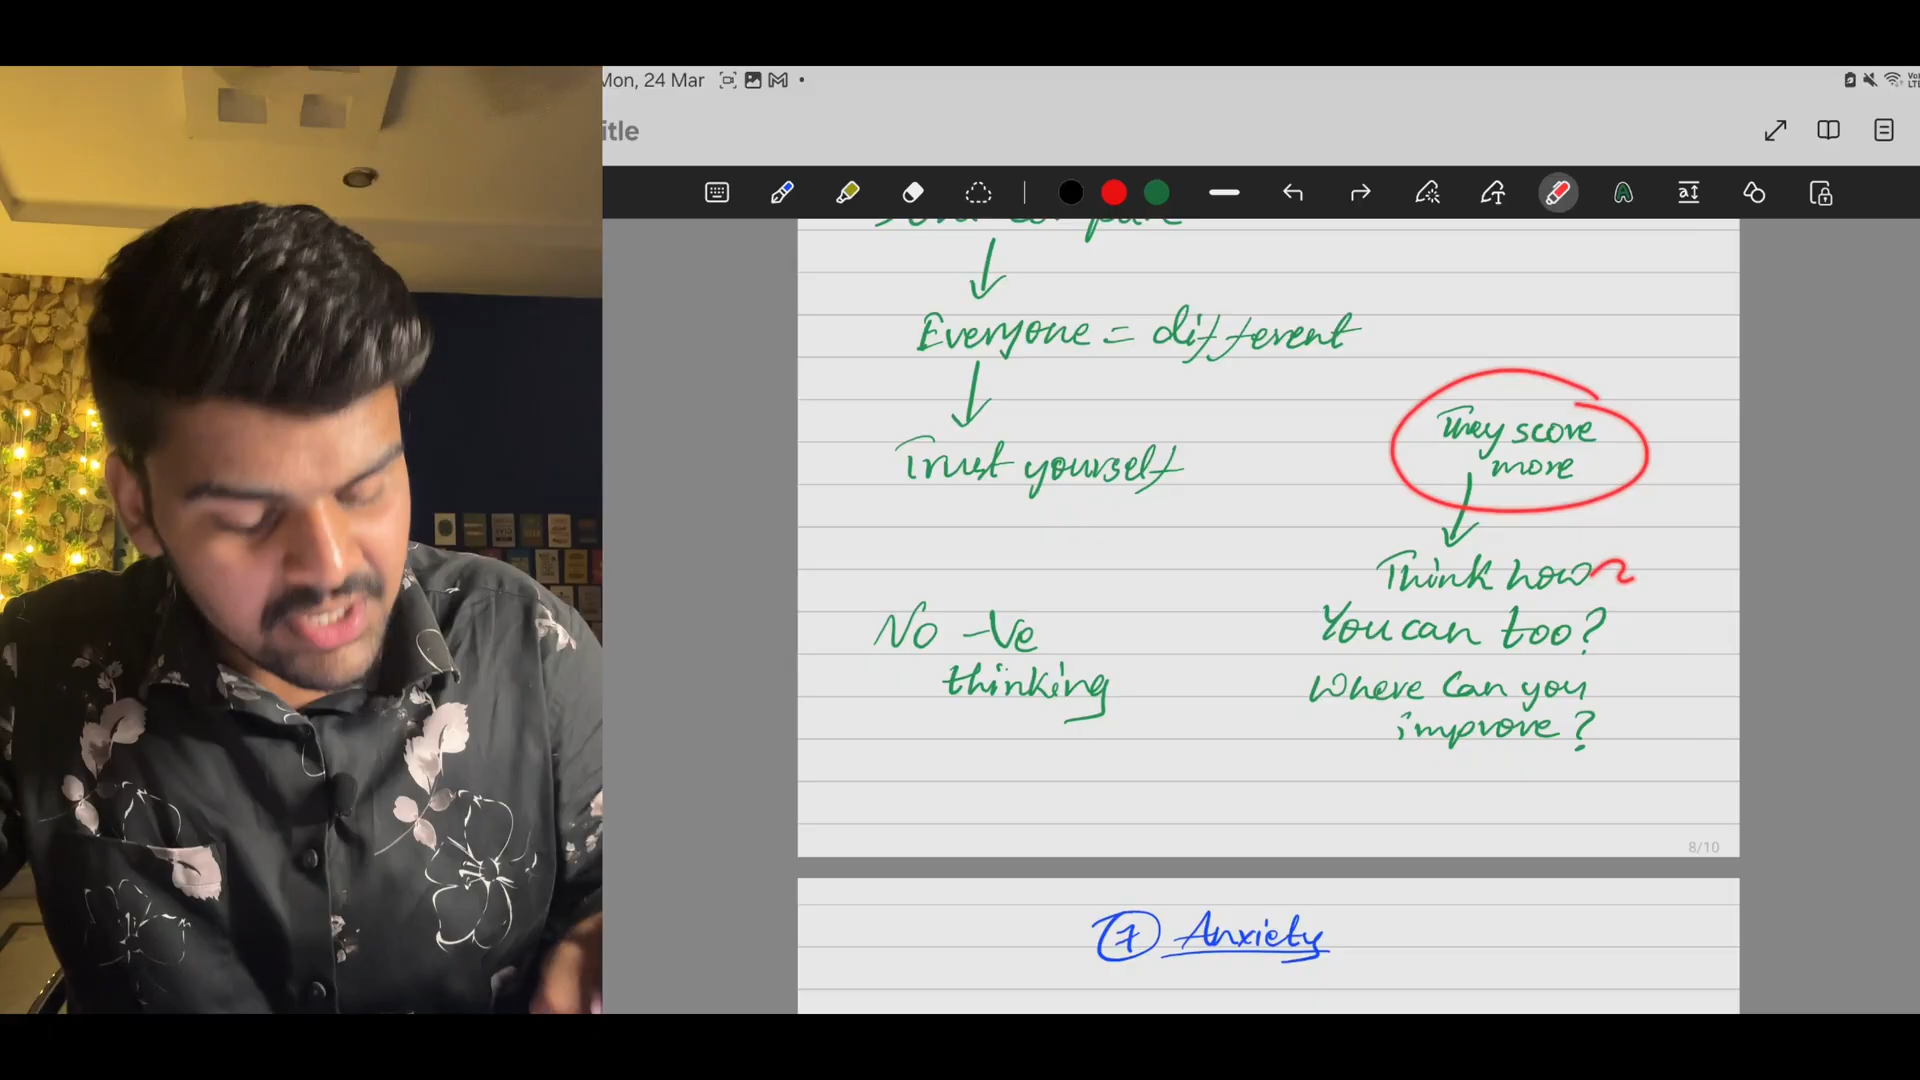 Mon, 24 Mar
itle
compare
Everyone = different
Trust yourself
They score
more
Think how
You can too?
Where Can you
improve?
No -Ve
thinking
8/10
7 Anxiety